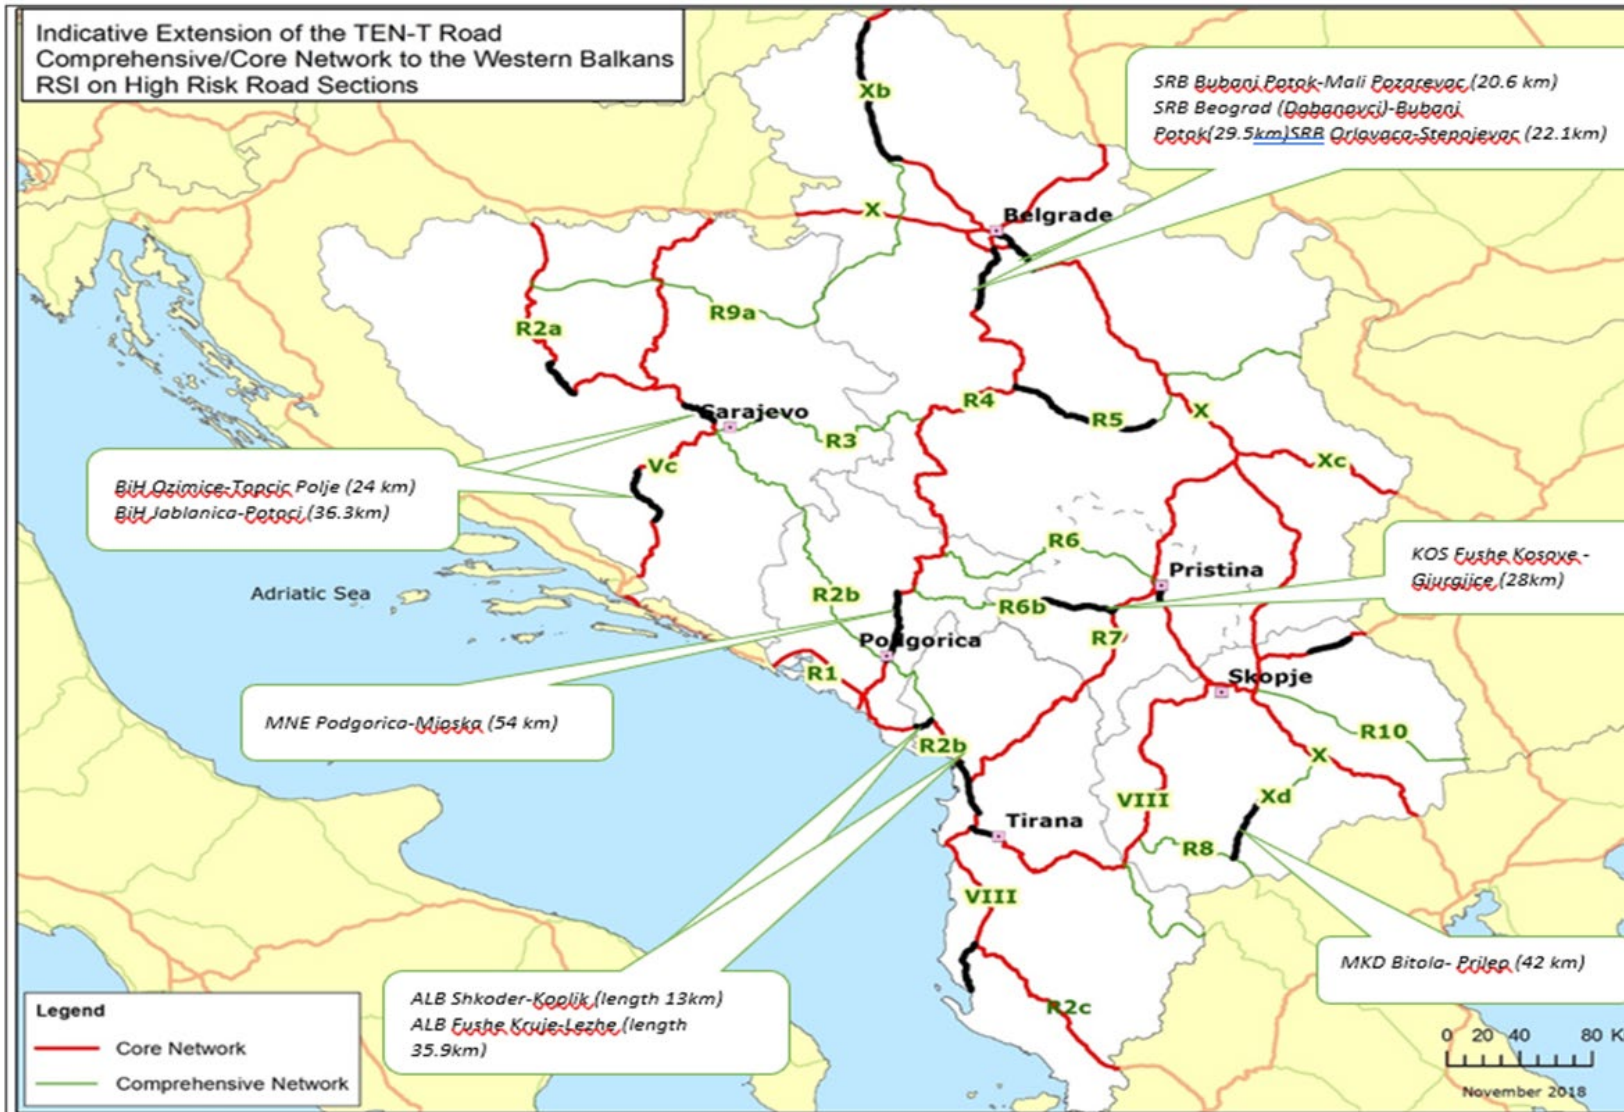 Indicative Extension of the TEN-T Road
Comprehensive/Core Network to the Western Balkans
RSI on High Risk Road Sections
SRB Bubanj Potok-Mali Pozarevac (20.6 km)
SRB Beograd (Dobanovci)-Bubanj
Potok(29.5km)SRB Orlovaca-Stepojevac (22.1km)
Xb
X
Belgrade
R9a
R2a
R4
R5
X
Sarajevo
R3
Xc
Vc
BiH Ozimice-Topcic Polje (24 km)
BiH Jablanica-Potoci (36.3km)
R6
KOS Fushe Kosove -
Gjurgjice (28km)
Pristina
Adriatic Sea
R2b
R6b
R7
Podgorica
R1
Skopje
MNE Podgorica-Mioska (54 km)
R10
R2b
X
VIII
Xd
Tirana
R8
VIII
MKD Bitola- Prilep (42 km)
ALB Shkoder-Koplik (length 13km)
ALB Fushe Kruje-Lezhe (length
35.9km)
R2c
Legend
Core Network
Comprehensive Network
0 20 40 80 K
November 2018